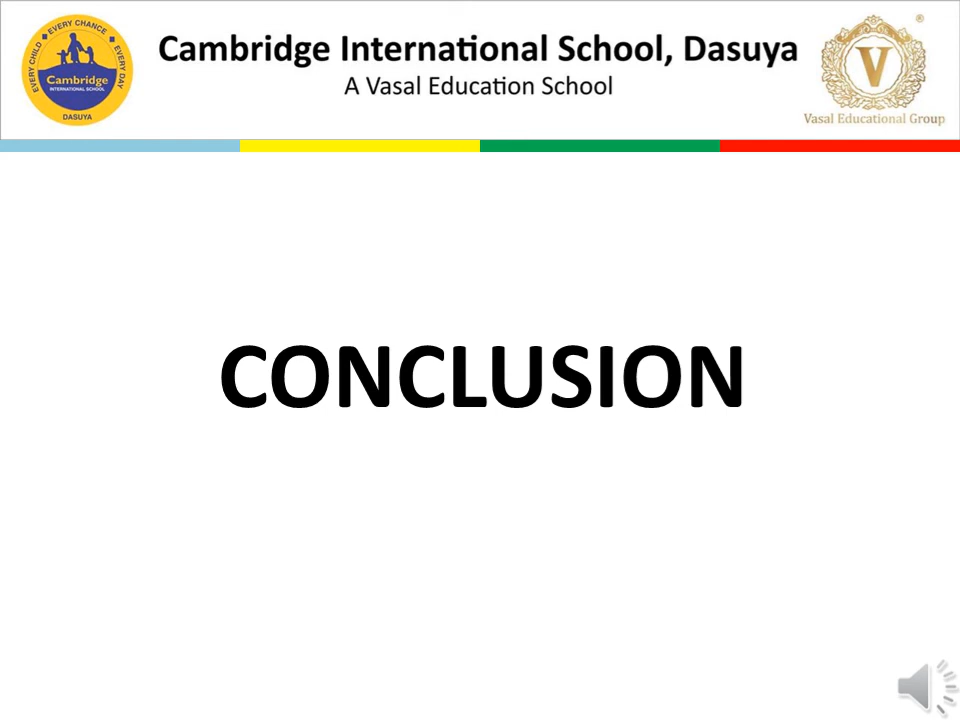 EVERY CHILD ◆ EVERY CHANCE ◆ EVERY DAY
Cambridge
INTERNATIONAL SCHOOL
DASUYA
Cambridge International School, Dasuya
A Vasal Education School
V
®
Vasal Educational Group
CONCLUSION